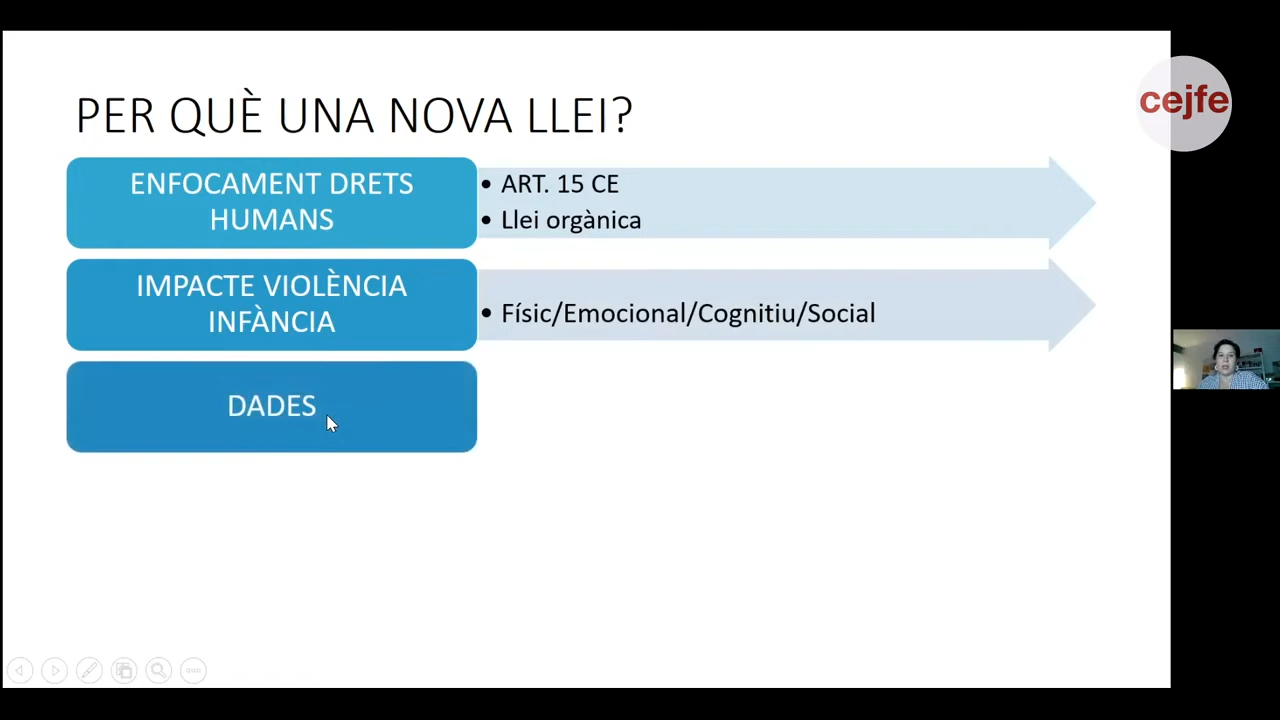 cejfe
PER QUÈ UNA NOVA LLEI?
ENFOCAMENT DRETS
HUMANS
• ART. 15 CE
• Llei orgànica
IMPACTE VIOLÈNCIA
INFÀNCIA
• Físic/Emocional/Cognitiu/Social
DADES